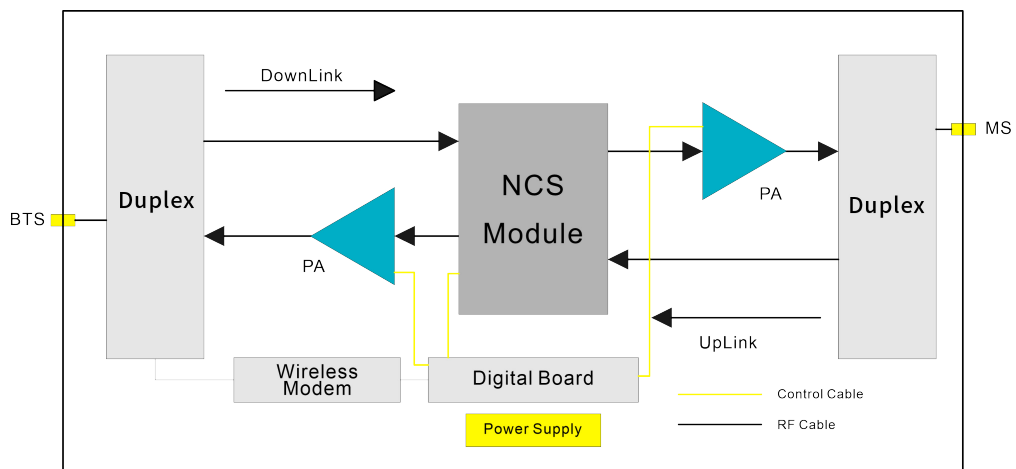 DownLink
MS
NCS
Module
Duplex
PA
Duplex
BTS
PA
UpLink
Wireless
Modem
Digital Board
Control Cable
Power Supply
RF Cable